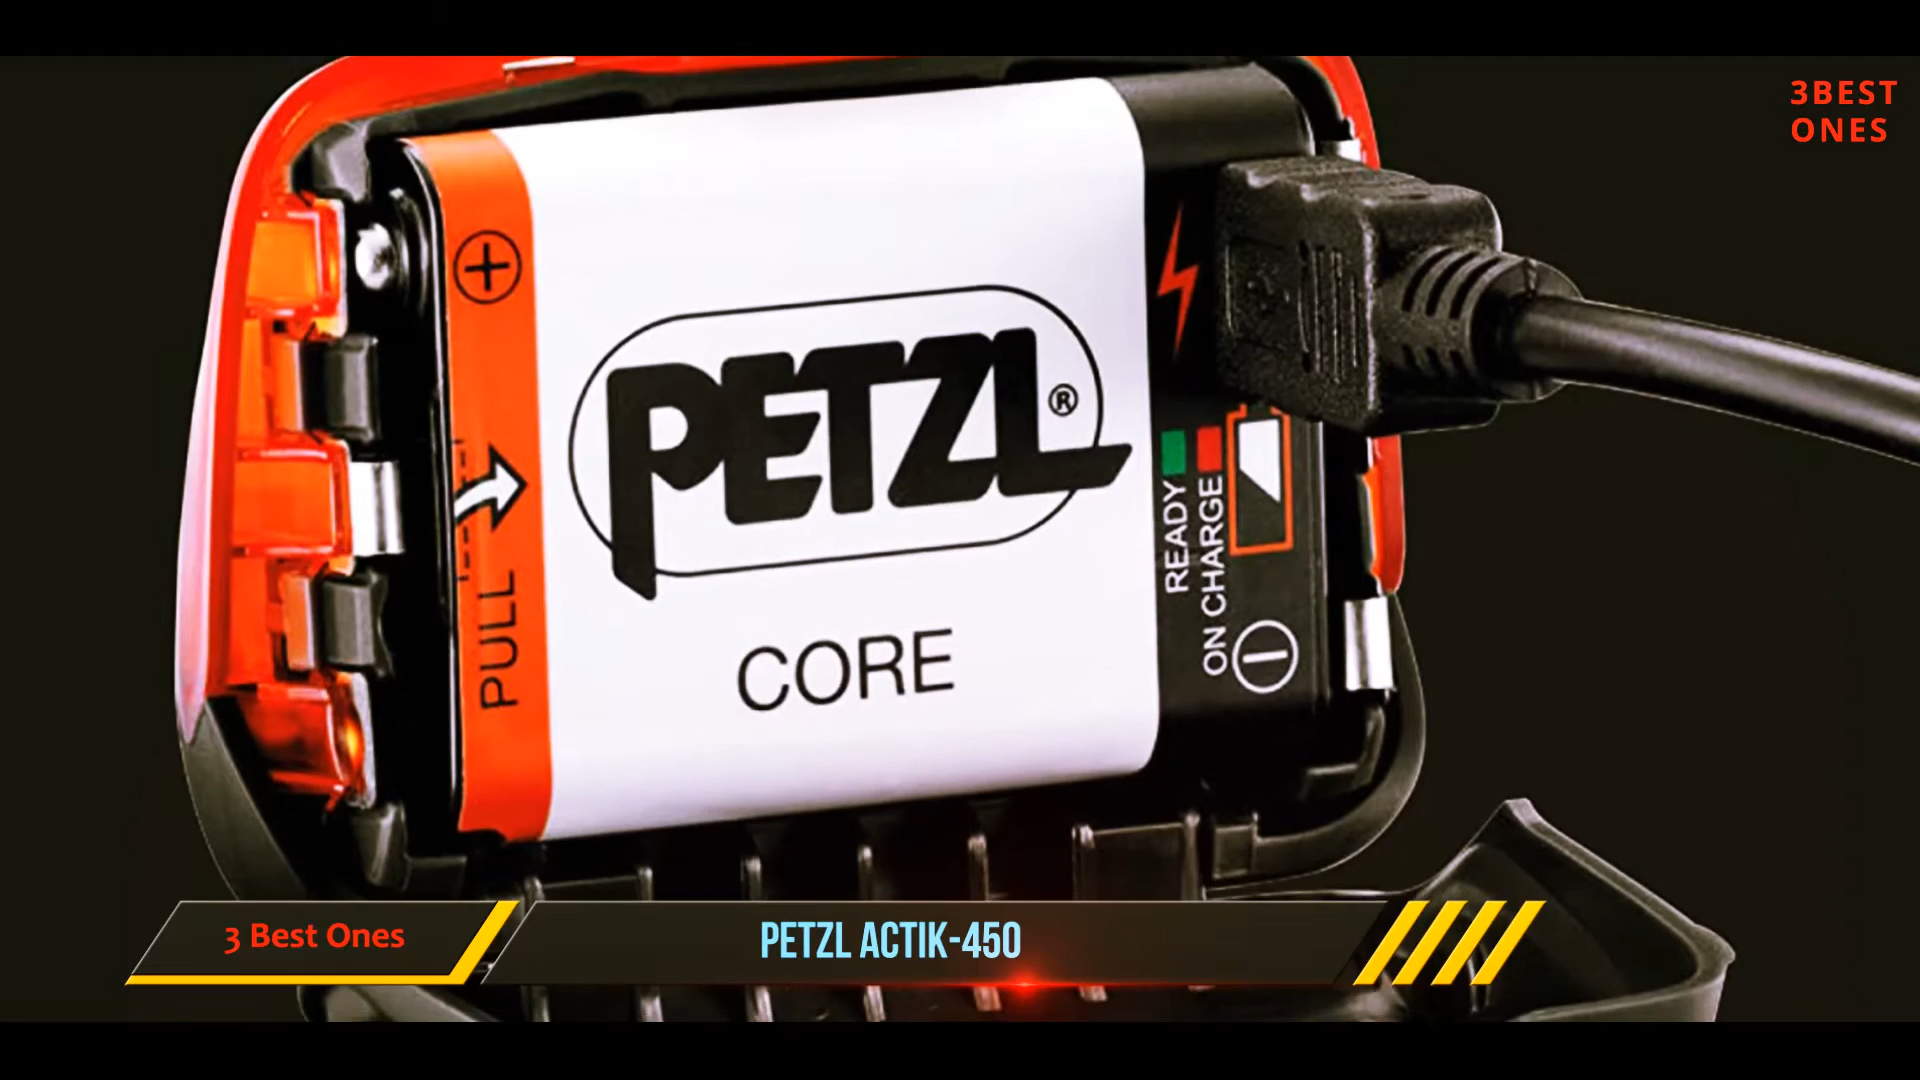 3BEST
ONES
PETZL®
CORE
PULL
READY
ON CHARGE
3 Best Ones
PETZL ACTIK-450